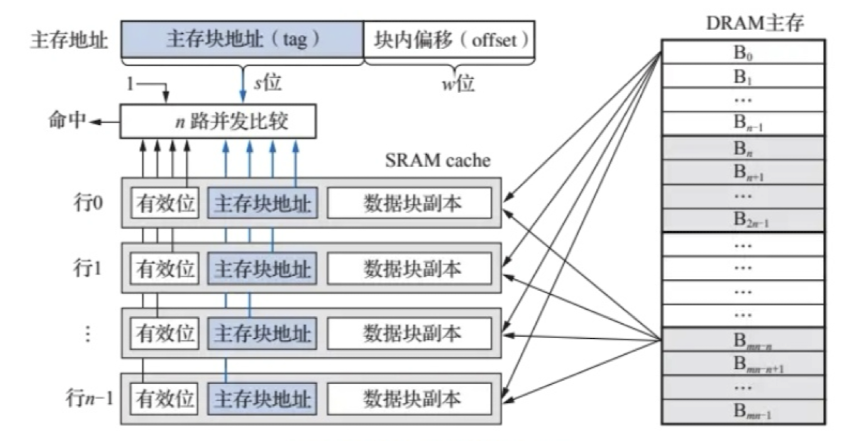 DRAM主存
主存地址 主存块地址（tag） 块内偏移（offset）
s位 w位
1
命中 n 路并发比较
SRAM cache
行0 有效位 主存块地址 数据块副本
行1 有效位 主存块地址 数据块副本
⋮ 有效位 主存块地址 数据块副本
行n-1 有效位 主存块地址 数据块副本
B0
B1
…
Bn-1
Bn
Bn+1
…
B2n-1
…
…
…
…
Bmn-n
Bmn-n+1
…
Bmn-1